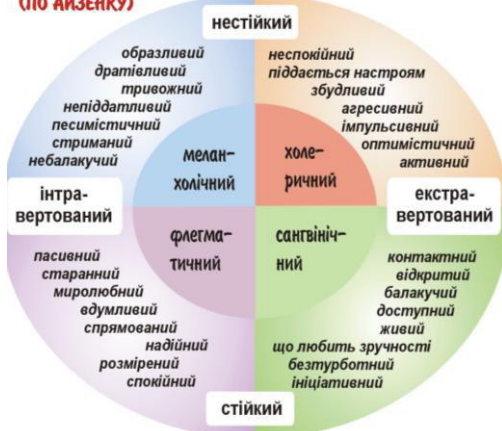 (ПО АЙЗЕНКУ)
нестійкий
образливий
дратівливий
тривожний
непіддатливий
песимістичний
стриманий
небалакучий
неспокійний
піддається настроям
збудливий
агресивний
імпульсивний
оптимістичний
активний
мелан-
холічний
холе-
ричний
інтра-
вертований
екстра-
вертований
флегма-
тичний
сангвініч-
ний
пасивний
старанний
миролюбний
вдумливий
спрямований
надійний
розмірений
спокійний
контактний
відкритий
балакучий
доступний
живий
що любить зручності
безтурботний
ініціативний
стійкий